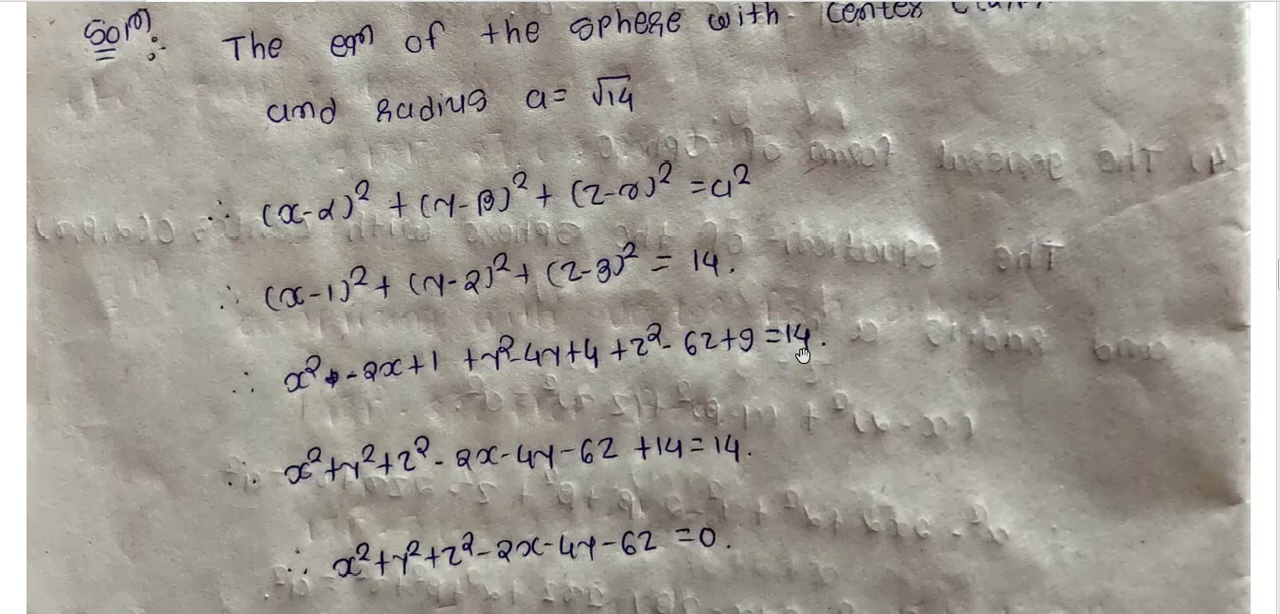 Soln:
The eqn of the sphere with center
and radius a = √14
∴ (x-α)² + (y-β)² + (z-γ)² = a²
∴ (x-1)² + (y-2)² + (z-3)² = 14.
∴ x² - 2x + 1 + y² - 4y + 4 + z² - 6z + 9 = 14.
∴ x² + y² + z² - 2x - 4y - 6z + 14 = 14.
∴ x² + y² + z² - 2x - 4y - 6z = 0.